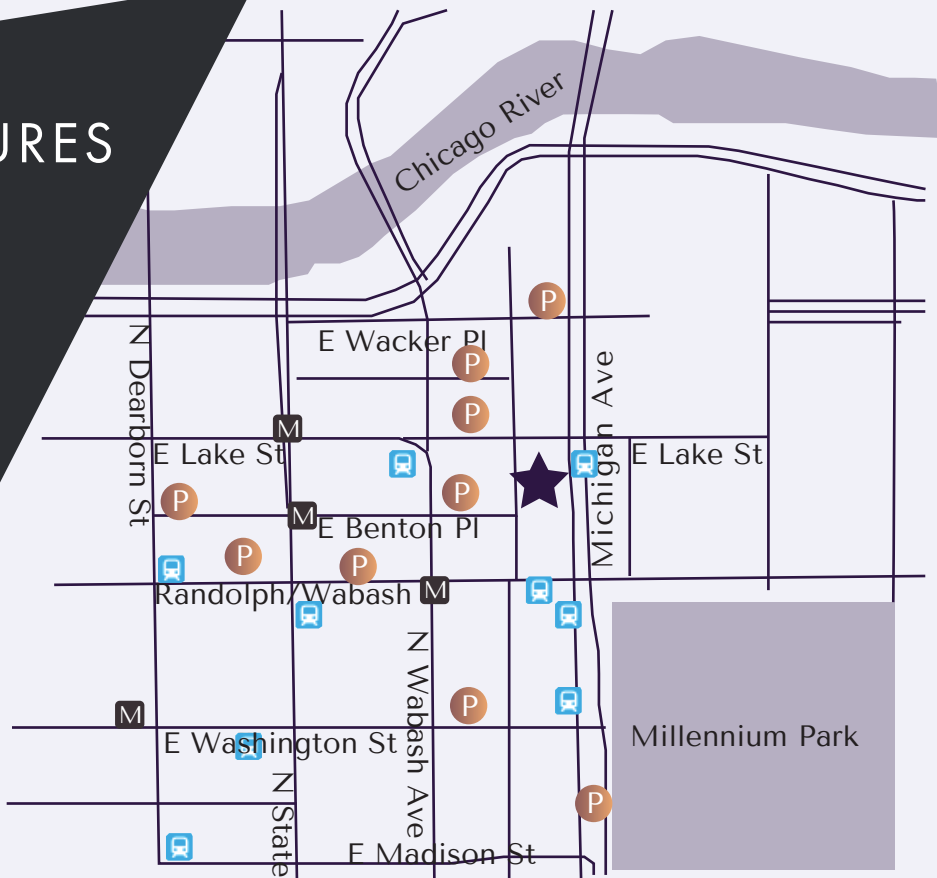 URES
Chicago River
P
E Wacker Pl
P
N Dearborn St
Michigan Ave
P
M
E Lake St
E Lake St
P
P
M
E Benton Pl
P
P
Randolph/Wabash
M
N Wabash Ave
P
M
E Washington St
Millennium Park
N State
P
E Madison St